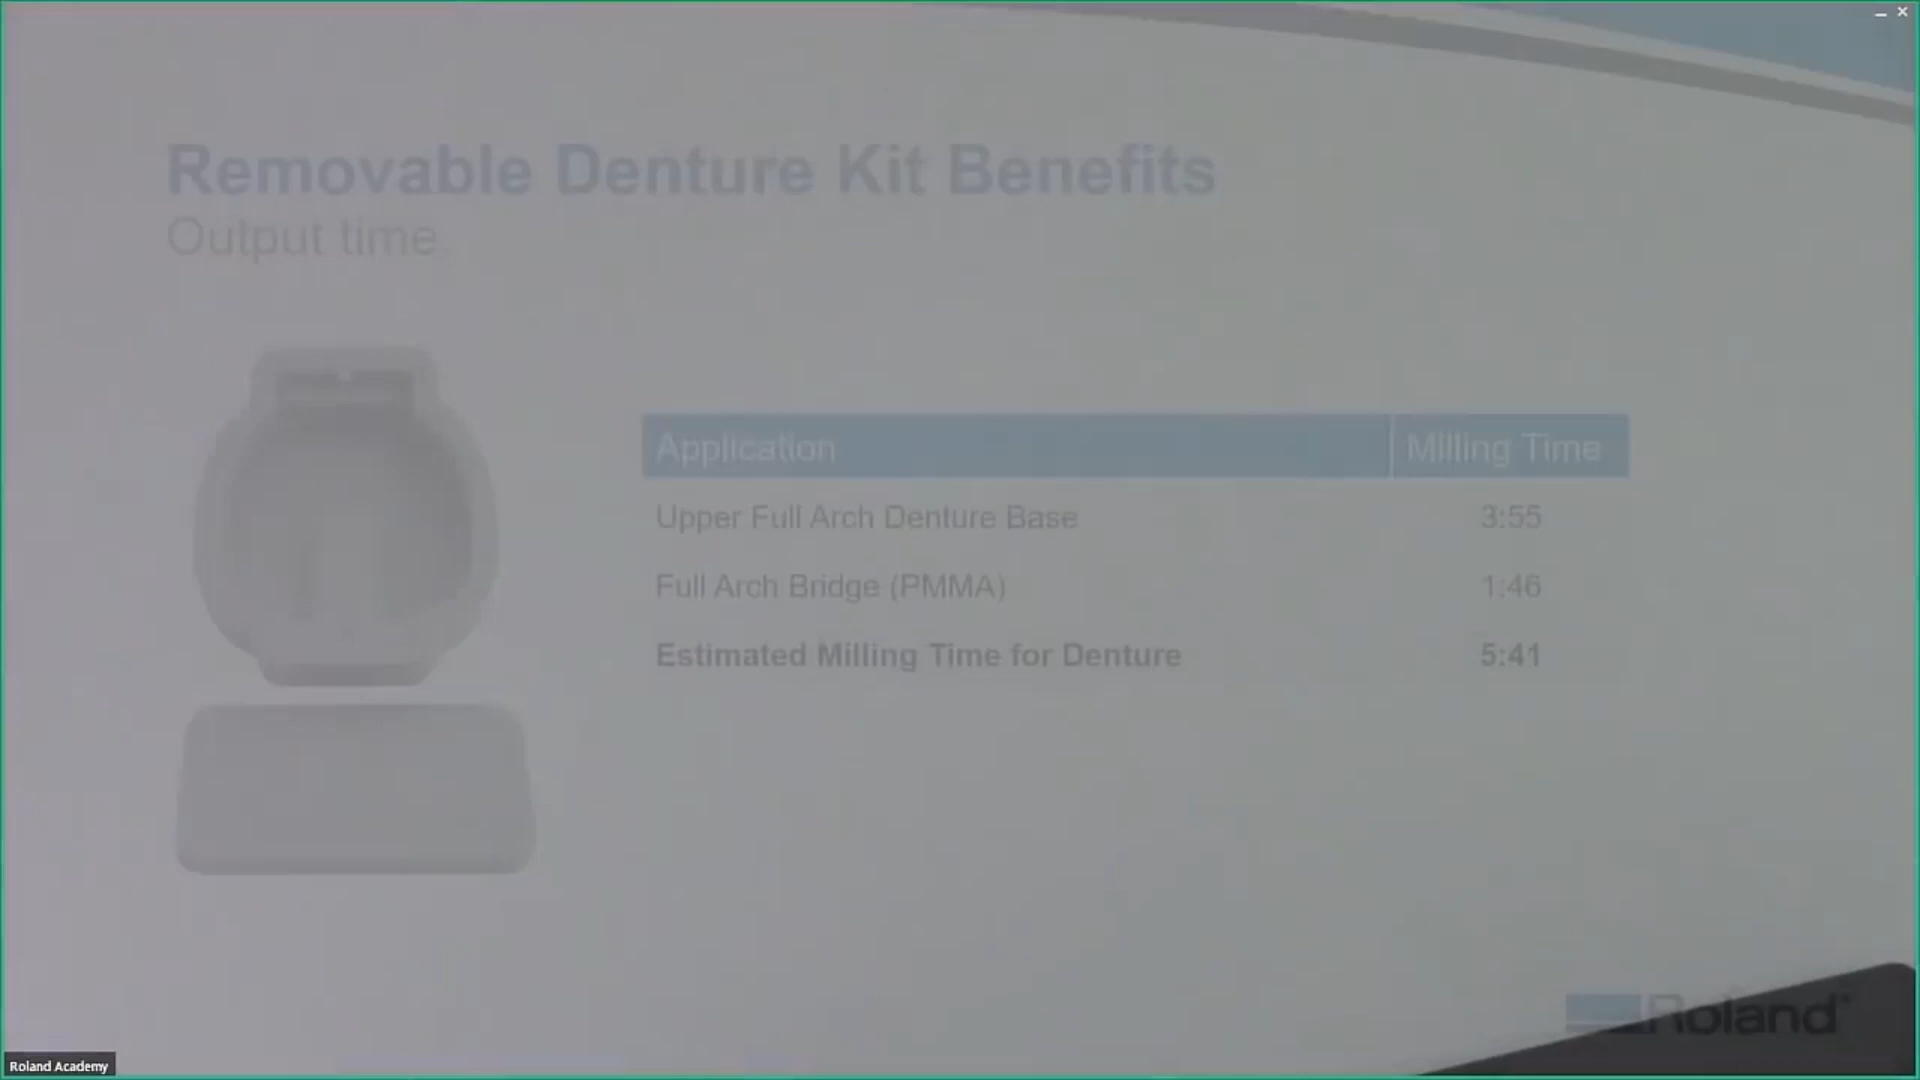 Removable Denture Kit Benefits
Output time.
Application Milling Time
Upper Full Arch Denture Base 3:55
Full Arch Bridge (PMMA) 1:46
Estimated Milling Time for Denture 5:41
Roland
Roland Academy